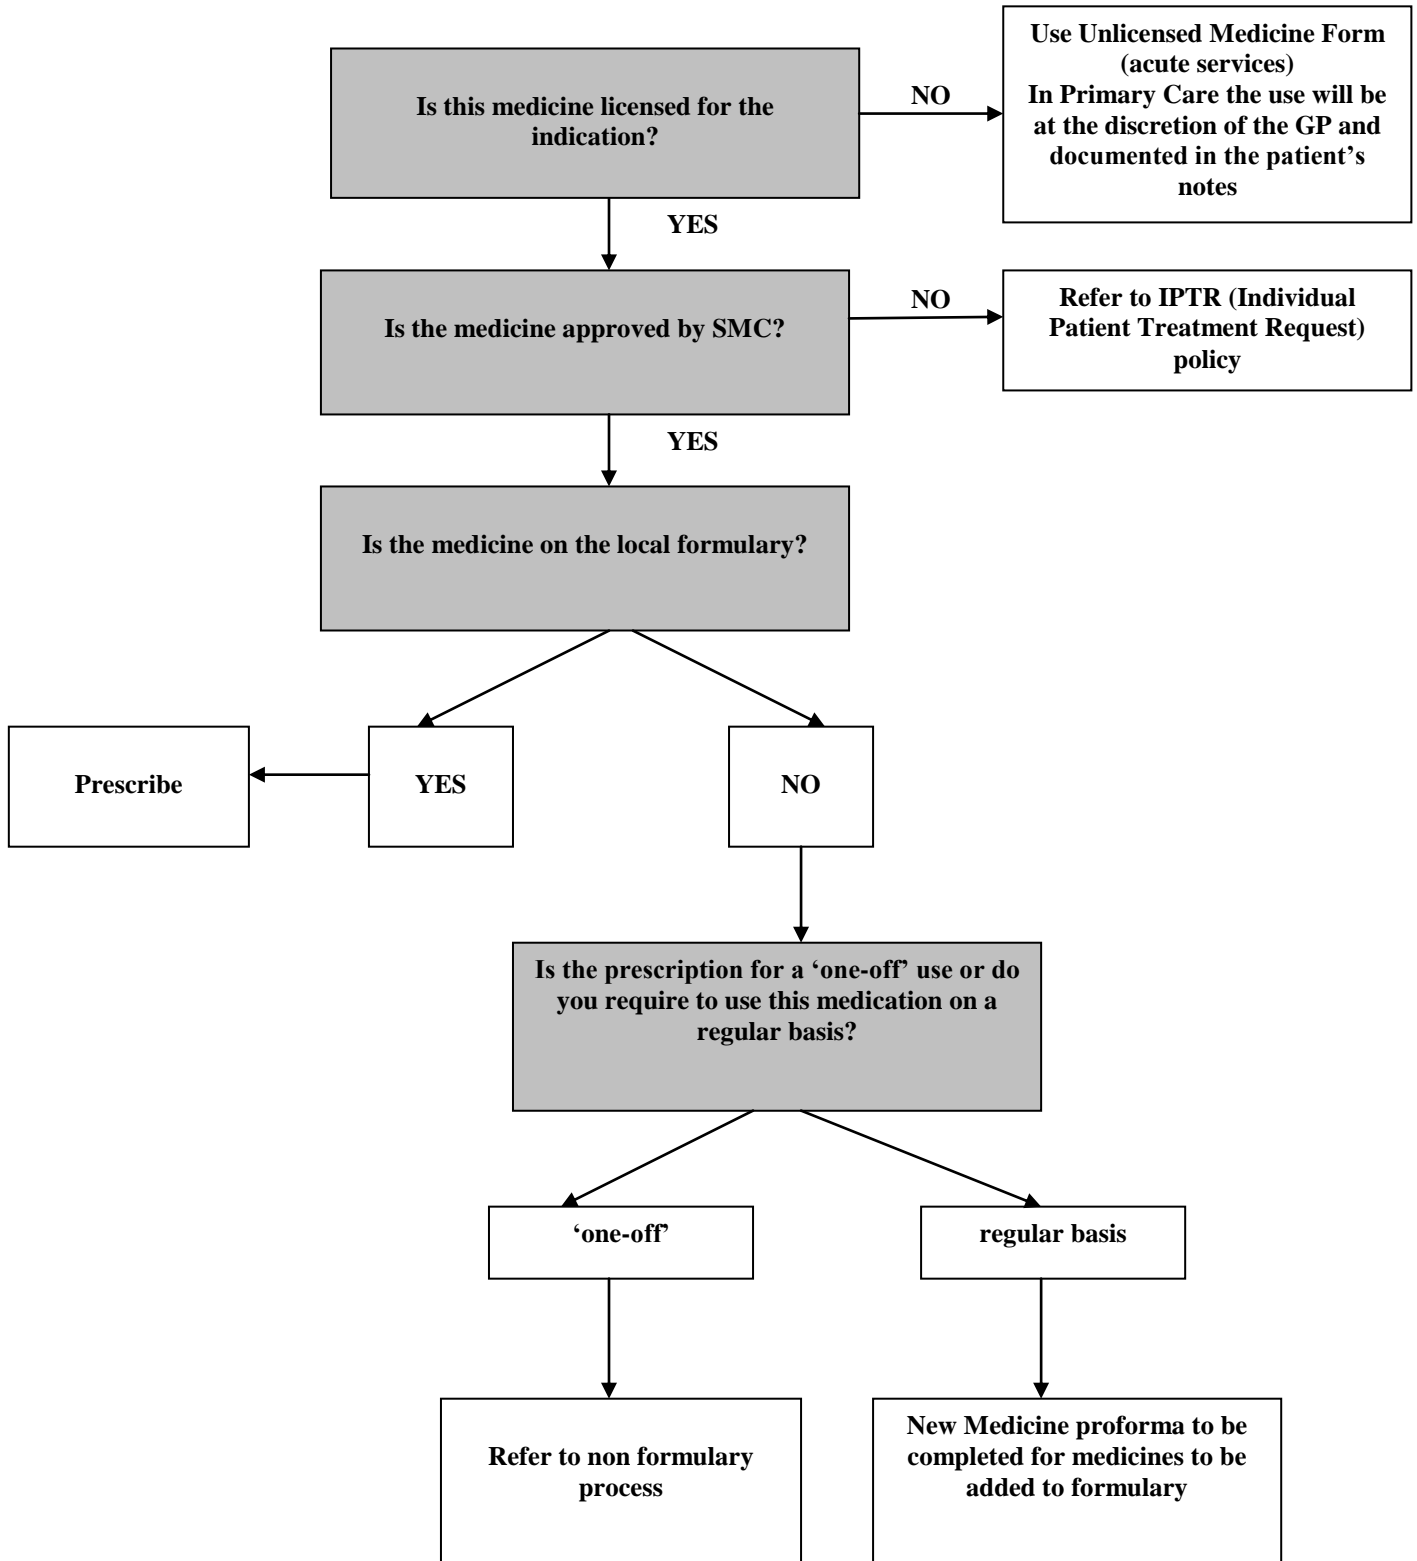 Is this medicine licensed for the
indication?
NO
Use Unlicensed Medicine Form
(acute services)
In Primary Care the use will be
at the discretion of the GP and
documented in the patient’s
notes
YES
Is the medicine approved by SMC?
NO
Refer to IPTR (Individual
Patient Treatment Request)
policy
YES
Is the medicine on the local formulary?
Prescribe
YES
NO
Is the prescription for a ‘one-off’ use or do
you require to use this medication on a
regular basis?
‘one-off’
regular basis
Refer to non formulary
process
New Medicine proforma to be
completed for medicines to be
added to formulary